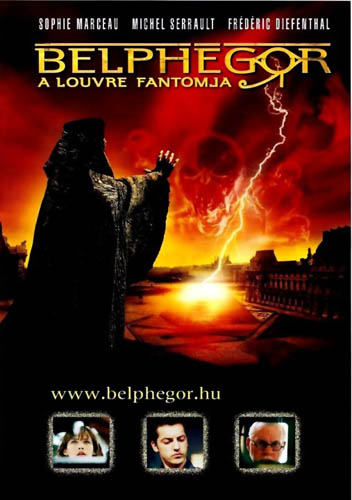 SOPHIE MARCEAU MICHEL SERRAULT FRÉDÉRIC DIEFENTHAL
BELPHEGOR
A LOUVRE FANTOMJA
www.belphegor.hu